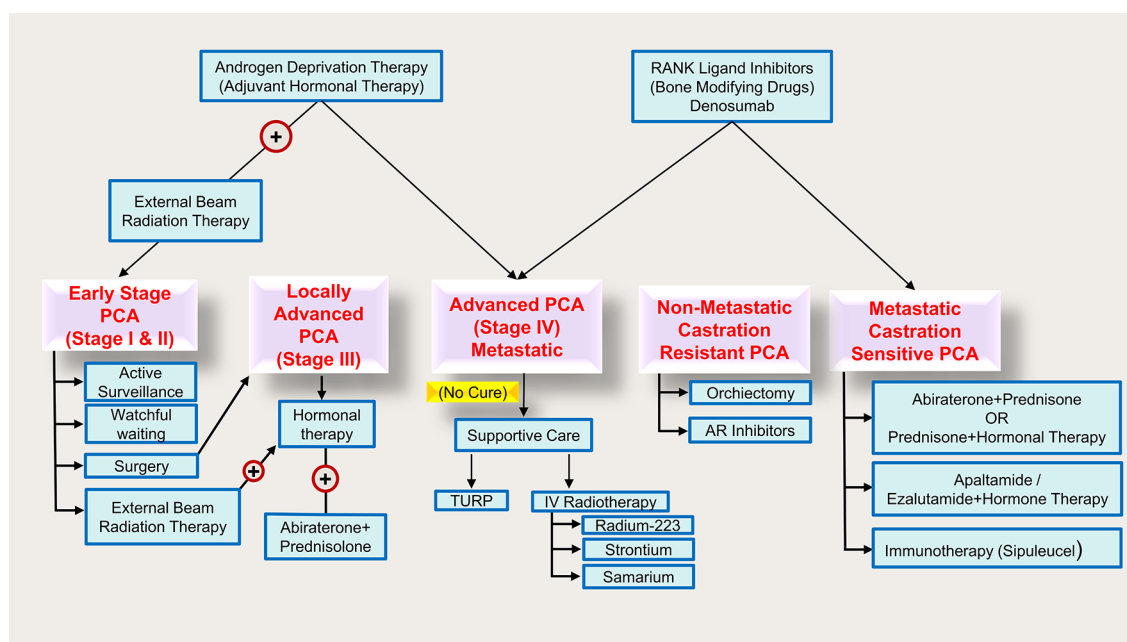 Androgen Deprivation Therapy
(Adjuvant Hormonal Therapy)
RANK Ligand Inhibitors
(Bone Modifying Drugs)
Denosumab
+
External Beam
Radiation Therapy
Early Stage
PCA
(Stage I & II)
Locally
Advanced
PCA
(Stage III)
Advanced PCA
(Stage IV)
Metastatic
Non-Metastatic
Castration
Resistant PCA
Metastatic
Castration
Sensitive PCA
Active
Surveillance
Watchful
waiting
Surgery
External Beam
Radiation Therapy
+
Hormonal
therapy
+
Abiraterone+
Prednisolone
(No Cure)
Supportive Care
TURP
IV Radiotherapy
Radium-223
Strontium
Samarium
Orchiectomy
AR Inhibitors
Abiraterone+Prednisone
OR
Prednisone+Hormonal Therapy
Apaltamide /
Ezalutamide+Hormone Therapy
Immunotherapy (Sipuleucel)